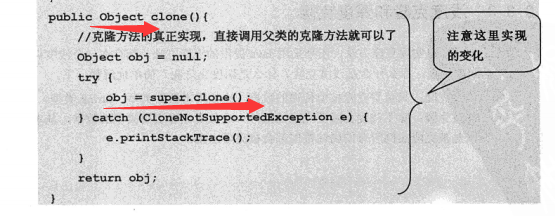 public Object clone(){
//克隆方法的真正实现，直接调用父类的克隆方法就可以了
Object obj = null;
try {
obj = super.clone();
} catch (CloneNotSupportedException e) {
e.printStackTrace();
}
return obj;
}
注意这里实现
的变化